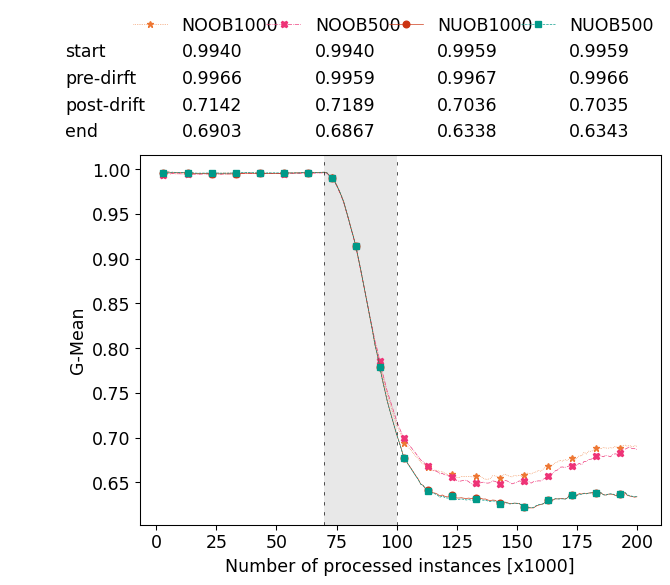 NOOB1000 NOOB500 NUOB1000 NUOB500
start 0.9940 0.9940 0.9959 0.9959
pre-dirft 0.9966 0.9959 0.9967 0.9966
post-drift 0.7142 0.7189 0.7036 0.7035
end 0.6903 0.6867 0.6338 0.6343
1.00
0.95
0.90
0.85
0.80
0.75
0.70
0.65
G-Mean
0 25 50 75 100 125 150 175 200
Number of processed instances [x1000]